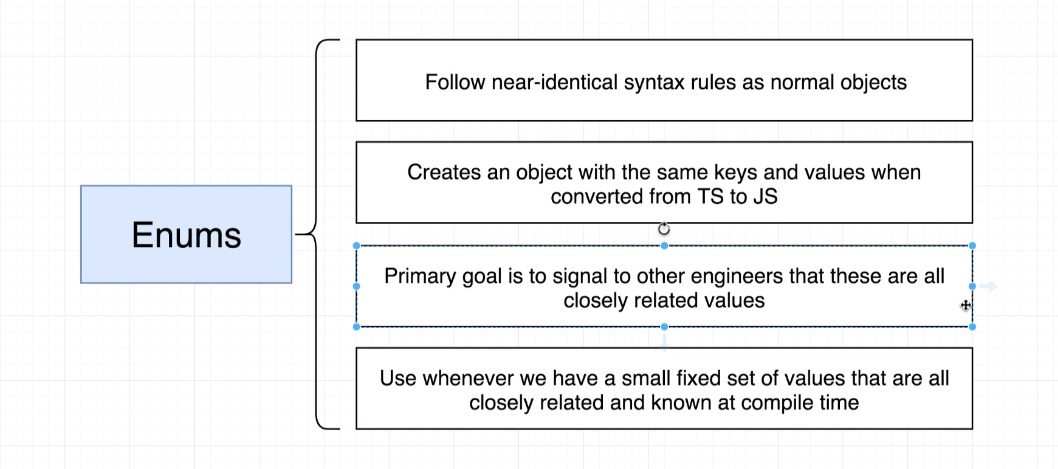 Enums
Follow near-identical syntax rules as normal objects
Creates an object with the same keys and values when
converted from TS to JS
Primary goal is to signal to other engineers that these are all
closely related values
Use whenever we have a small fixed set of values that are all
closely related and known at compile time